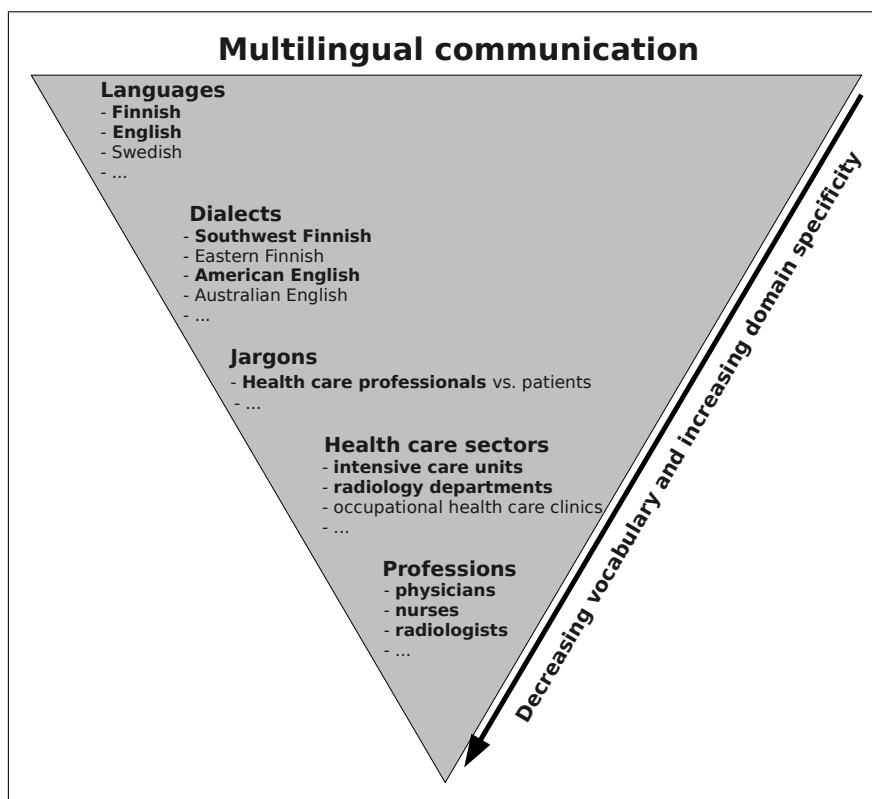 Multilingual communication
Languages
- Finnish
- English
- Swedish
- ...
Dialects
- Southwest Finnish
- Eastern Finnish
- American English
- Australian English
- ...
Jargons
- Health care professionals vs. patients
- ...
Health care sectors
- intensive care units
- radiology departments
- occupational health care clinics
- ...
Professions
- physicians
- nurses
- radiologists
- ...
Decreasing vocabulary and increasing domain specificity